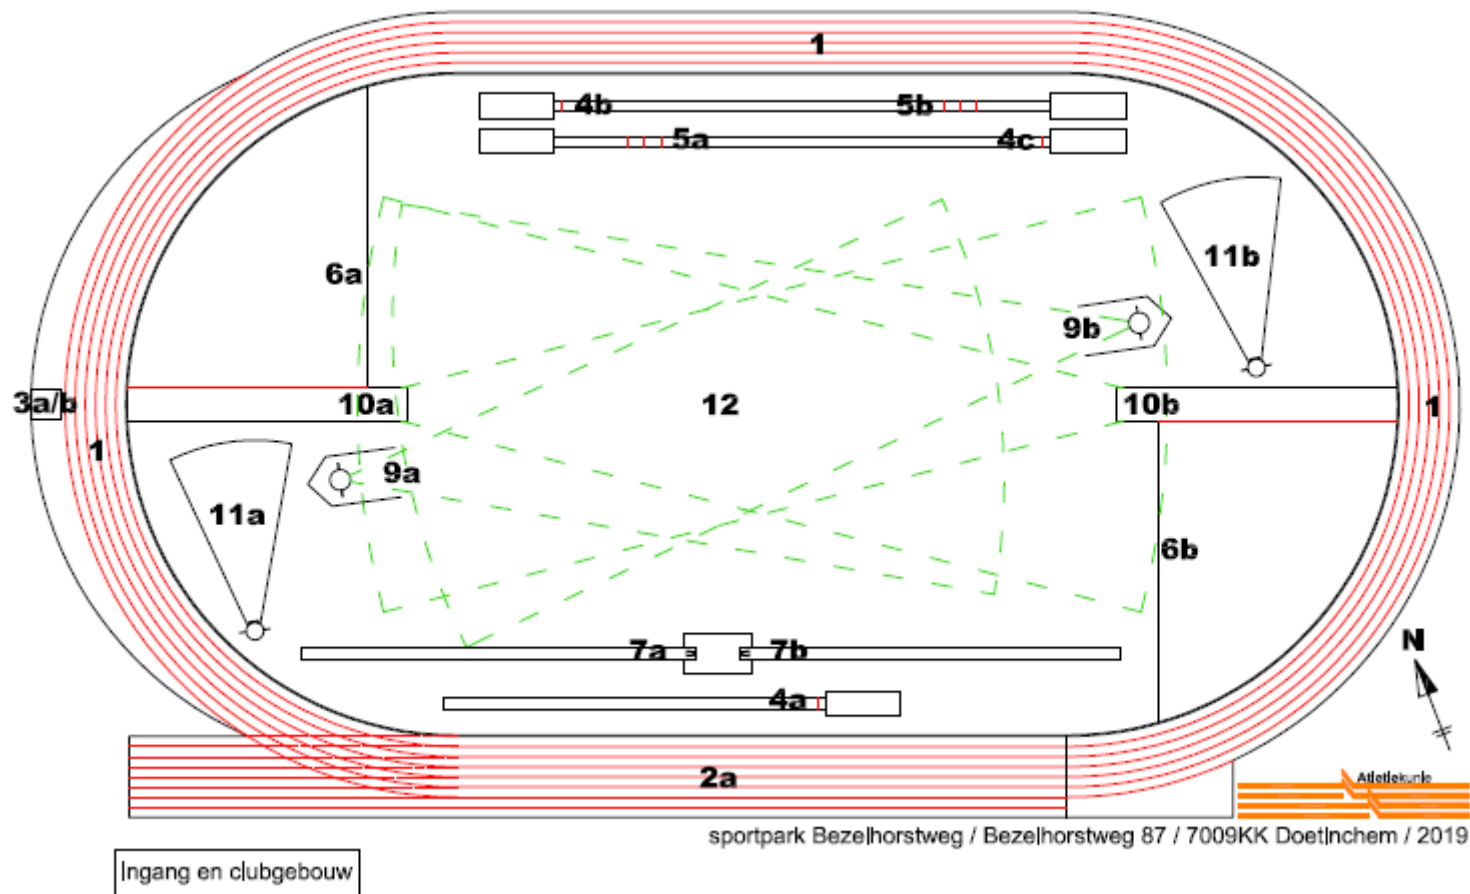 1
4b
5b
5a
4c
6a
11b
9b
3a/b
10a
12
10b
1
1
9a
11a
6b
N
7a
7b
4a
2a
Atletiekunie
sportpark Bezelhorstweg / Bezelhorstweg 87 / 7009KK Doetinchem / 2019
Ingang en clubgebouw